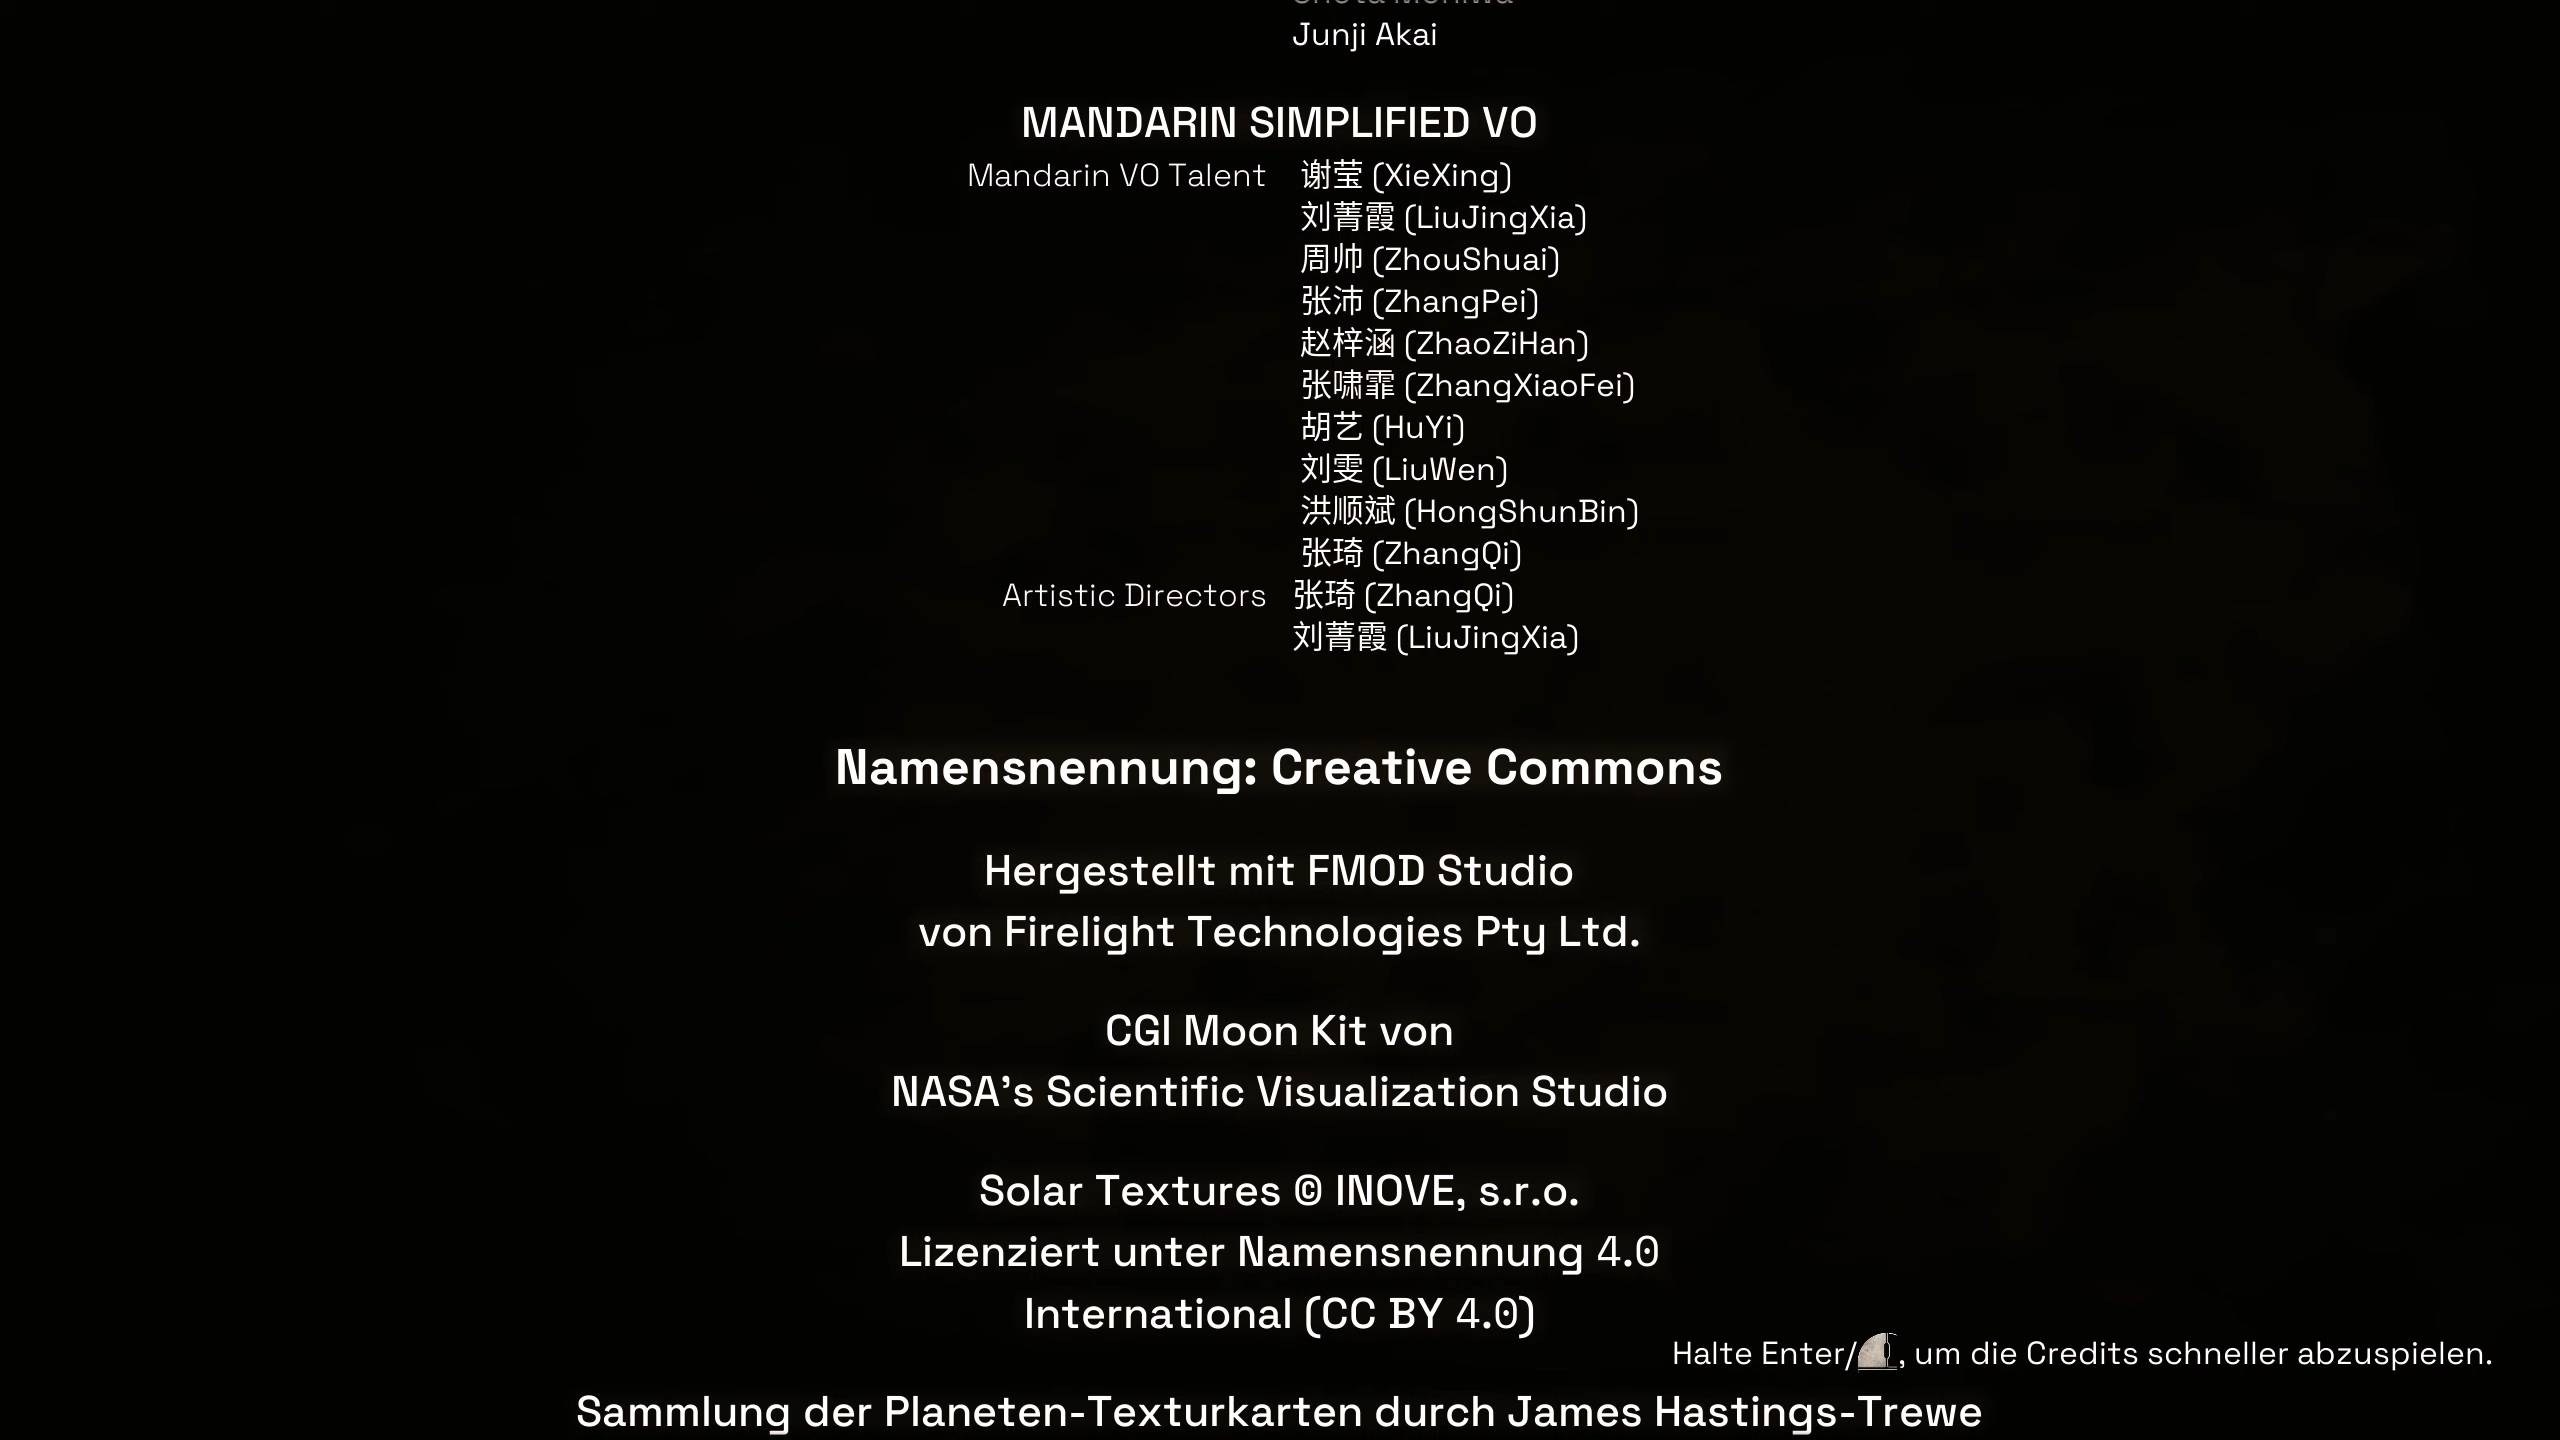 Junji Akai
MANDARIN SIMPLIFIED VO
Mandarin VO Talent 谢莹 (XieXing)
刘菁霞 (LiuJingXia)
周帅 (ZhouShuai)
张沛 (ZhangPei)
赵梓涵 (ZhaoZiHan)
张啸霏 (ZhangXiaoFei)
胡艺 (HuYi)
刘雯 (LiuWen)
洪顺斌 (HongShunBin)
张琦 (ZhangQi)
Artistic Directors 张琦 (ZhangQi)
刘菁霞 (LiuJingXia)
Namensnennung: Creative Commons
Hergestellt mit FMOD Studio
von Firelight Technologies Pty Ltd.
CGI Moon Kit von
NASA's Scientific Visualization Studio
Solar Textures © INOVE, s.r.o.
Lizenziert unter Namensnennung 4.0
International (CC BY 4.0)
Halte Enter/, um die Credits schneller abzuspielen.
Sammlung der Planeten-Texturkarten durch James Hastings-Trewe